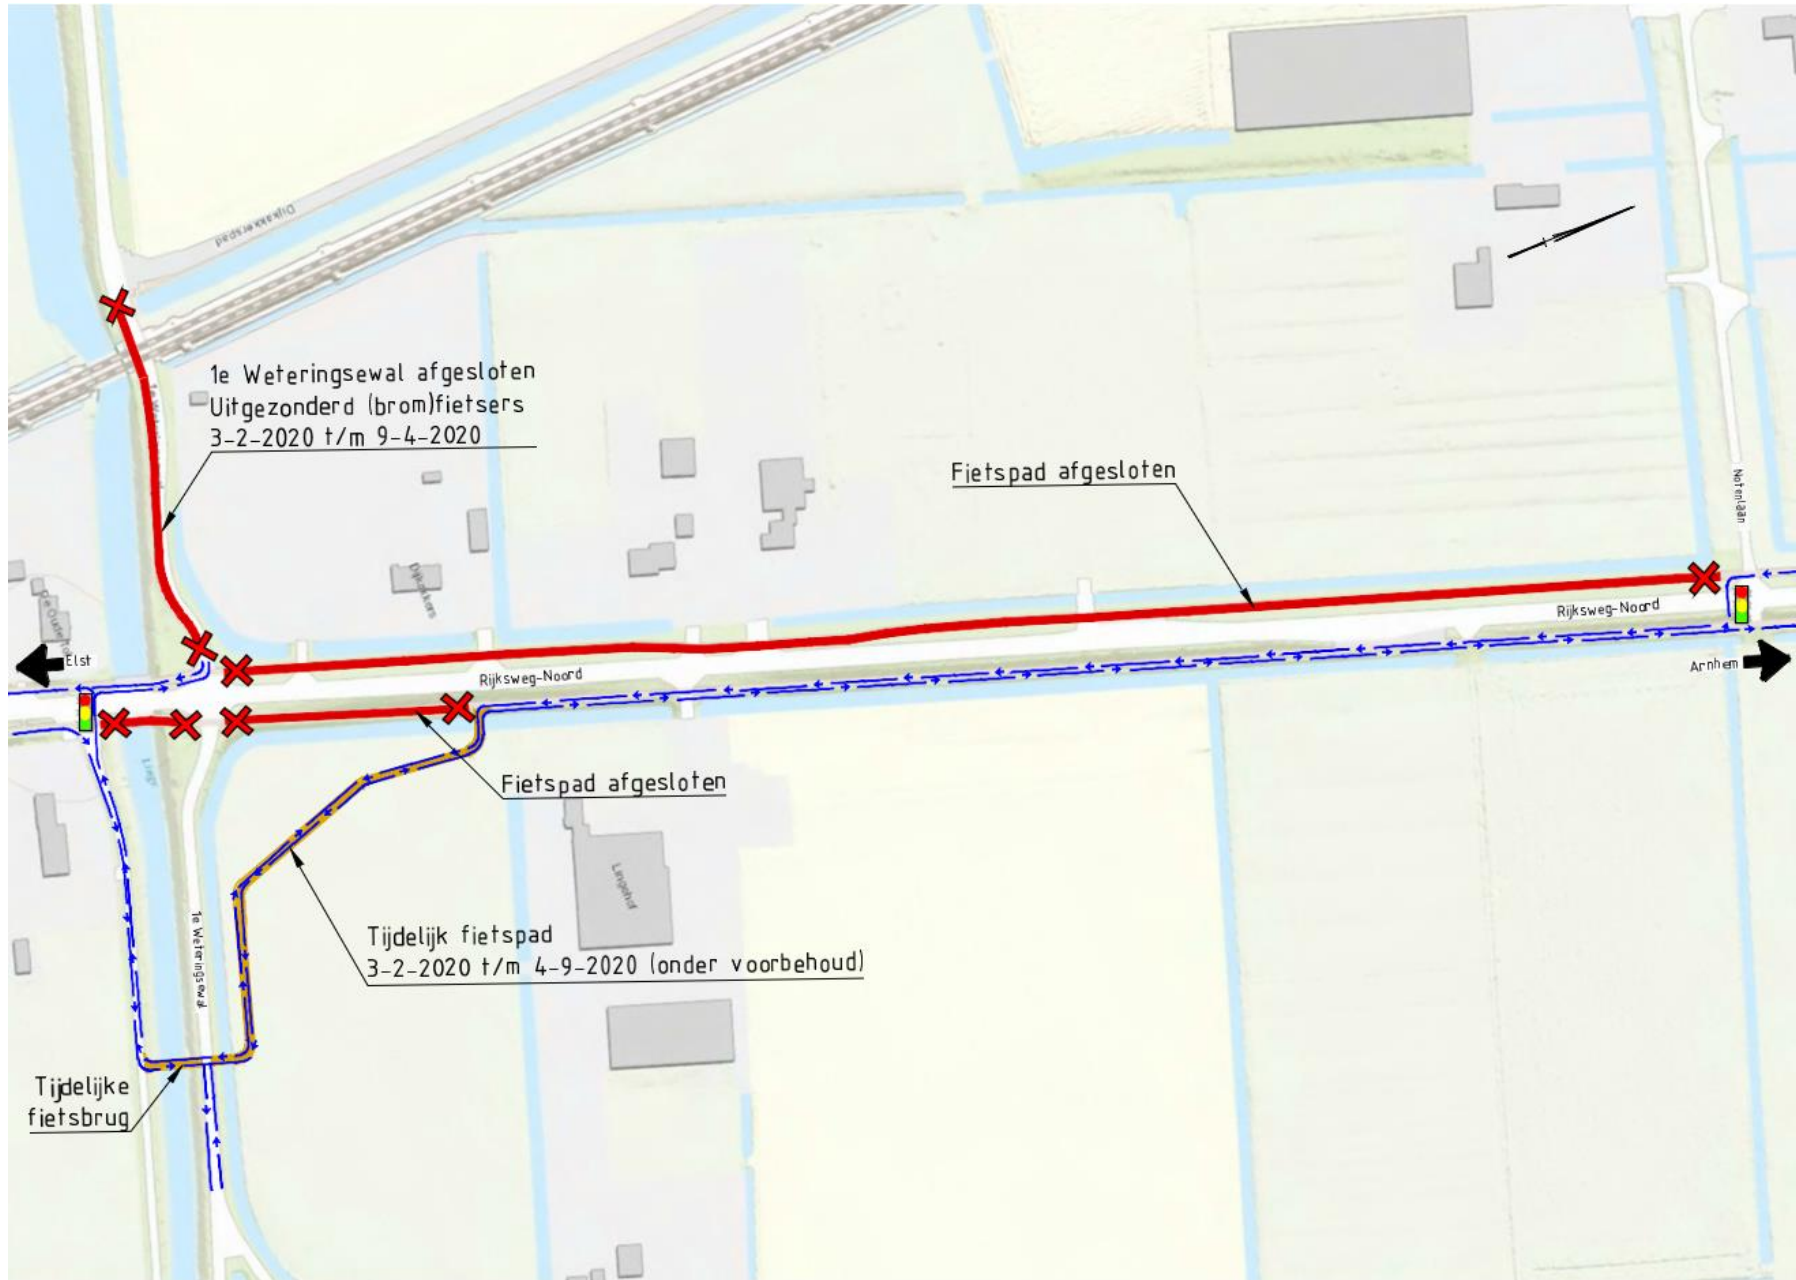 Dijkakkerspad
1e Weteringsewal afgesloten
Uitgezonderd (brom)fietsers
3-2-2020 t/m 9-4-2020
Fietspad afgesloten
Notenlaan
Dijkakkers
Rijksweg-Noord
Elst
Rijksweg-Noord
Arnhem
Linge
Fietspad afgesloten
Lingehof
1e Weteringsewal
Tijdelijk fietspad
3-2-2020 t/m 4-9-2020 (onder voorbehoud)
Tijdelijke
fietsbrug